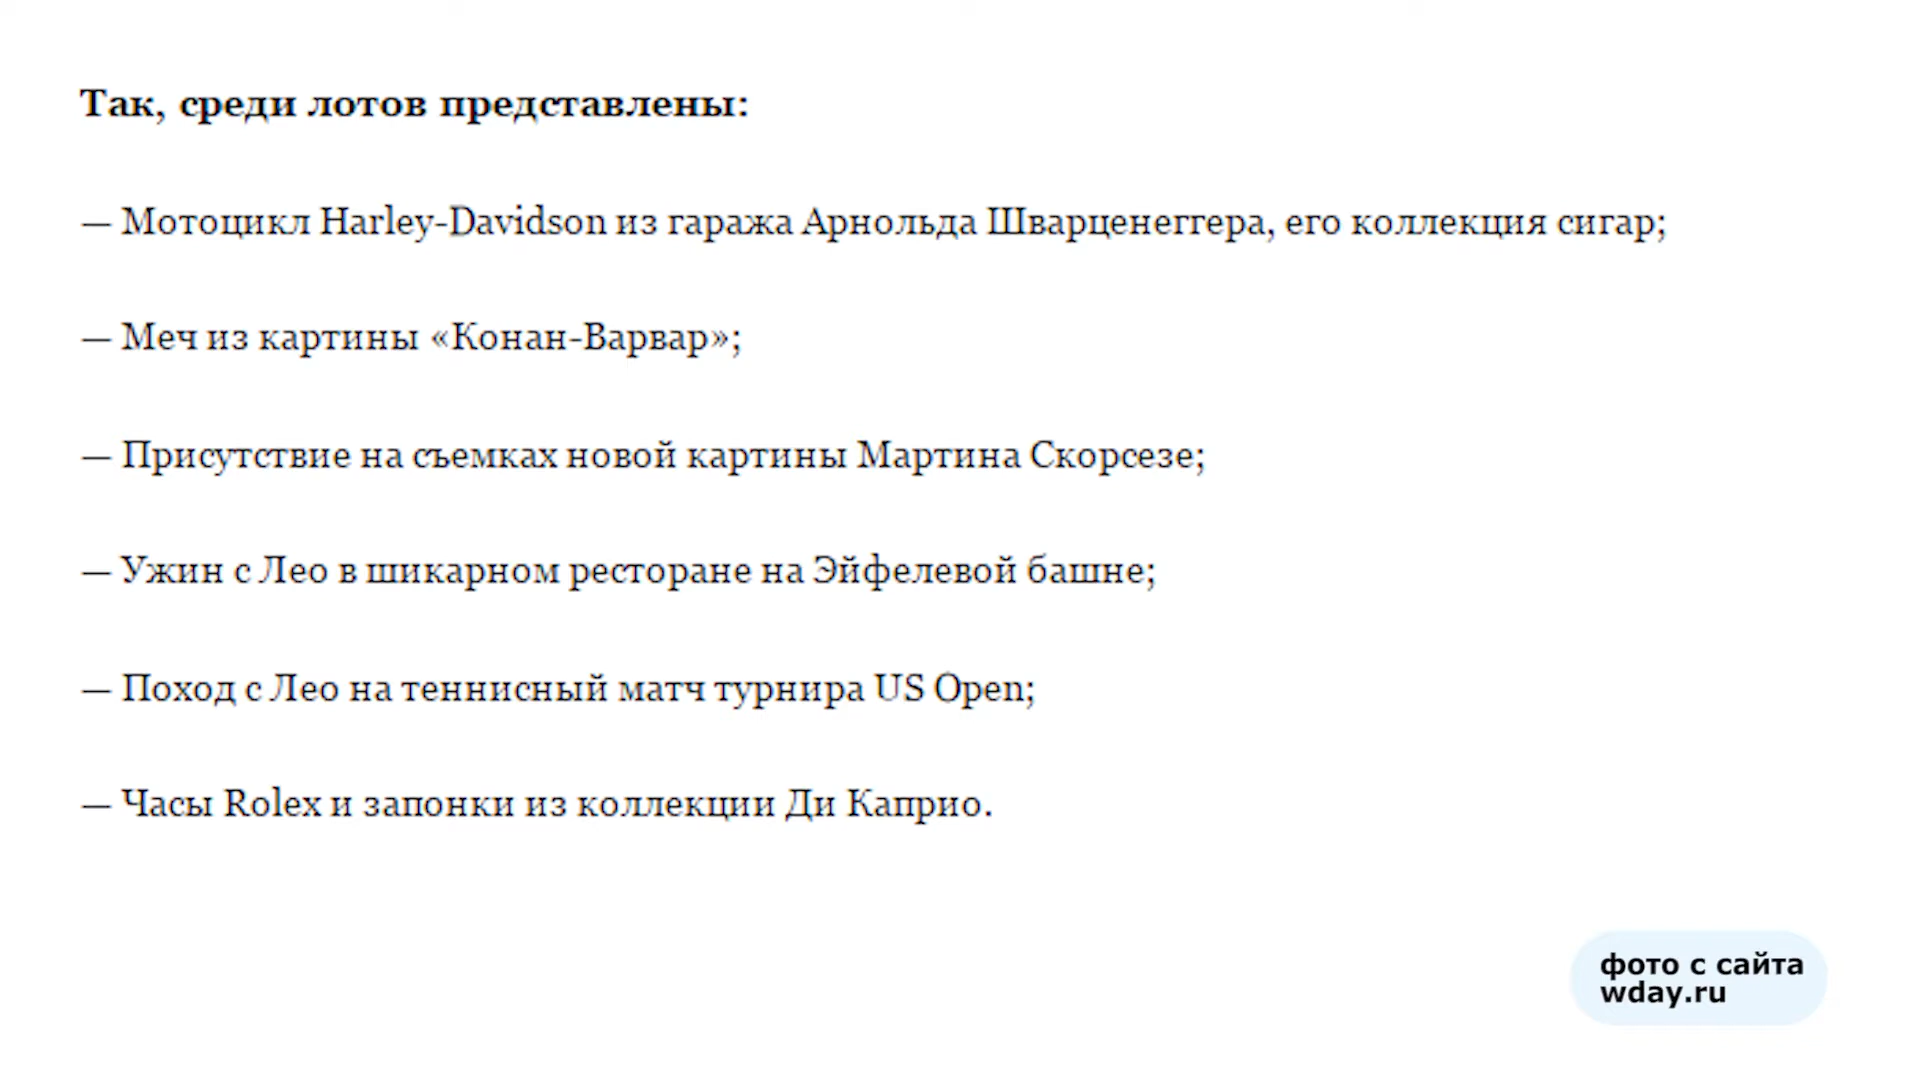 Так, среди лотов представлены:
— Мотоцикл Harley-Davidson из гаража Арнольда Шварценеггера, его коллекция сигар;
— Меч из картины «Конан-Варвар»;
— Присутствие на съемках новой картины Мартина Скорсезе;
— Ужин с Лео в шикарном ресторане на Эйфелевой башне;
— Поход с Лео на теннисный матч турнира US Open;
— Часы Rolex и запонки из коллекции Ди Каприо.
фото с сайта
wday.ru